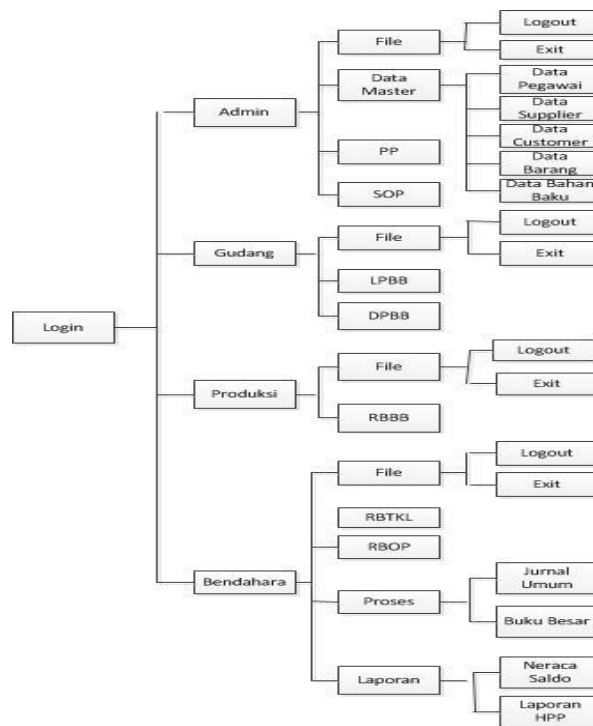 Logout
File
Exit
Data
Master
Data
Pegawai
Data
Supplier
Admin
Data
Customer
PP
Data
Barang
SOP
Data Bahan
Baku
Logout
File
Gudang
Exit
LPBB
DPBB
Login
Logout
File
Exit
Produksi
RBBB
Logout
File
Exit
RBTKL
RBOP
Bendahara
Jurnal
Umum
Proses
Buku Besar
Neraca
Saldo
Laporan
Laporan
HPP